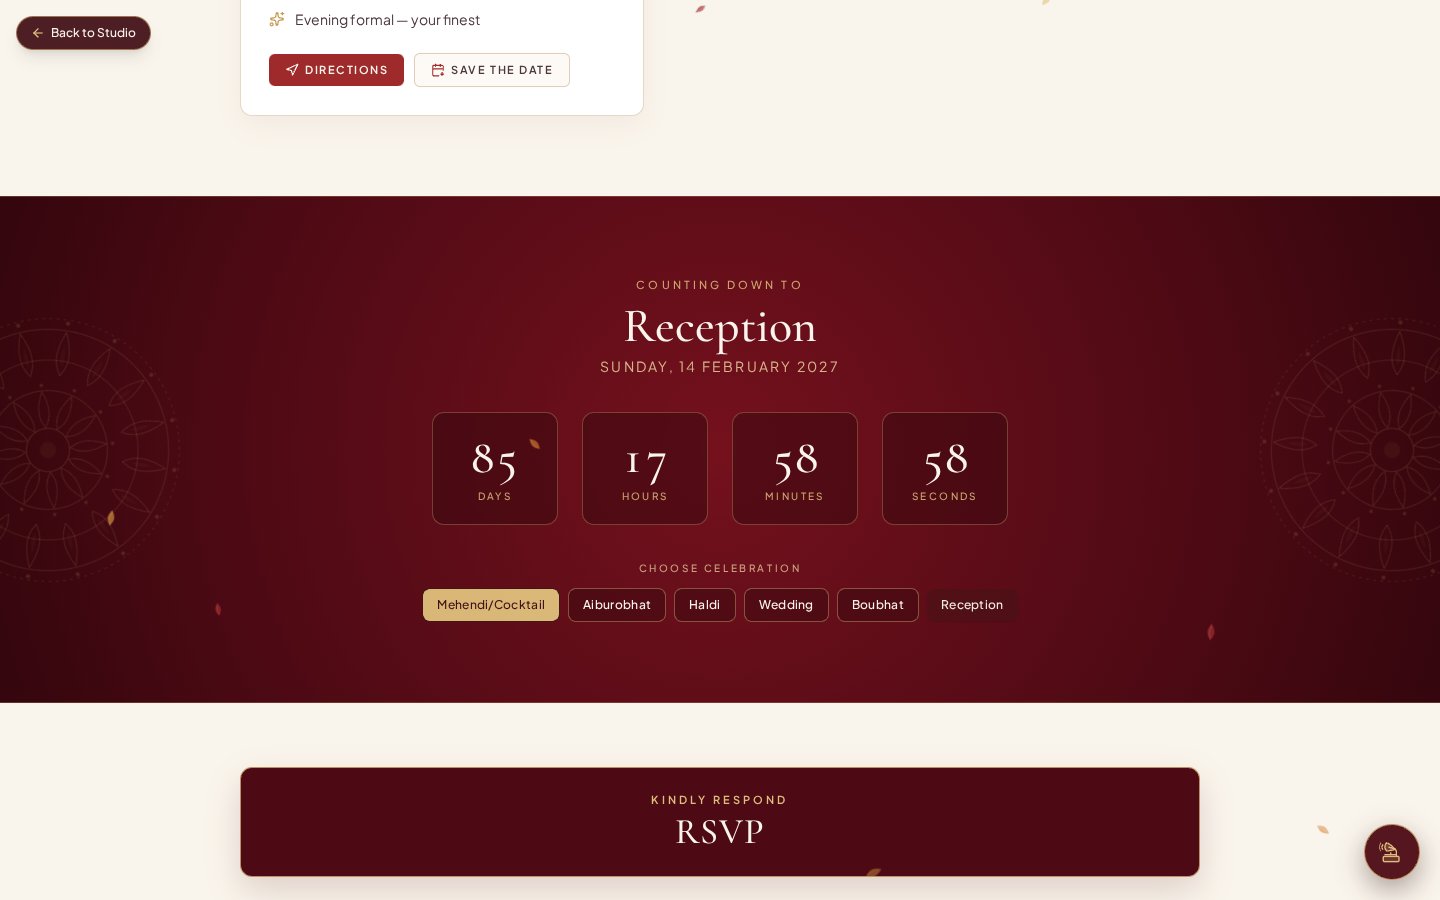 Back to Studio
Evening formal — your finest
DIRECTIONS
SAVE THE DATE
COUNTING DOWN TO
Reception
SUNDAY, 14 FEBRUARY 2027
85
DAYS
17
HOURS
58
MINUTES
58
SECONDS
CHOOSE CELEBRATION
Mehendi/Cocktail
Aiburobhat
Haldi
Wedding
Boubhat
Reception
KINDLY RESPOND
RSVP